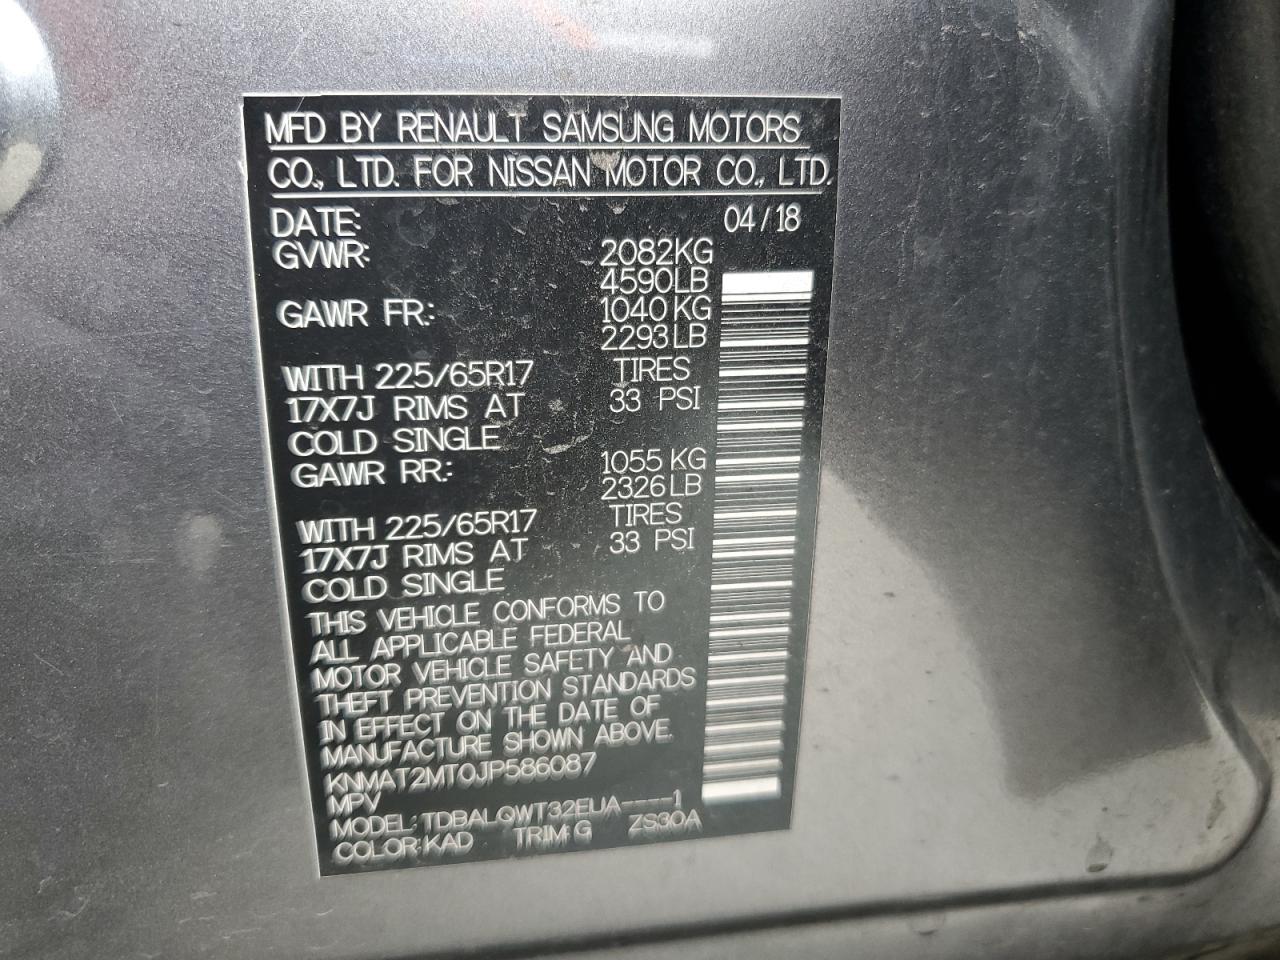 MFD BY RENAULT SAMSUNG MOTORS
CO., LTD. FOR NISSAN MOTOR CO., LTD.
DATE: 04/18
GVWR: 2082KG
4590LB
GAWR FR.: 1040 KG
2293LB
WITH 225/65R17 TIRES
17X7J RIMS AT 33 PSI
COLD SINGLE
GAWR RR.: 1055 KG
2326LB
WITH 225/65R17 TIRES
17X7J RIMS AT 33 PSI
COLD SINGLE
THIS VEHICLE CONFORMS TO
ALL APPLICABLE FEDERAL
MOTOR VEHICLE SAFETY AND
THEFT PREVENTION STANDARDS
IN EFFECT ON THE DATE OF
MANUFACTURE SHOWN ABOVE.
KNMAT2MT0JP586087
MPV
MODEL: TDBALQWT32EUA----1
COLOR:KAD TRIM:G ZS30A